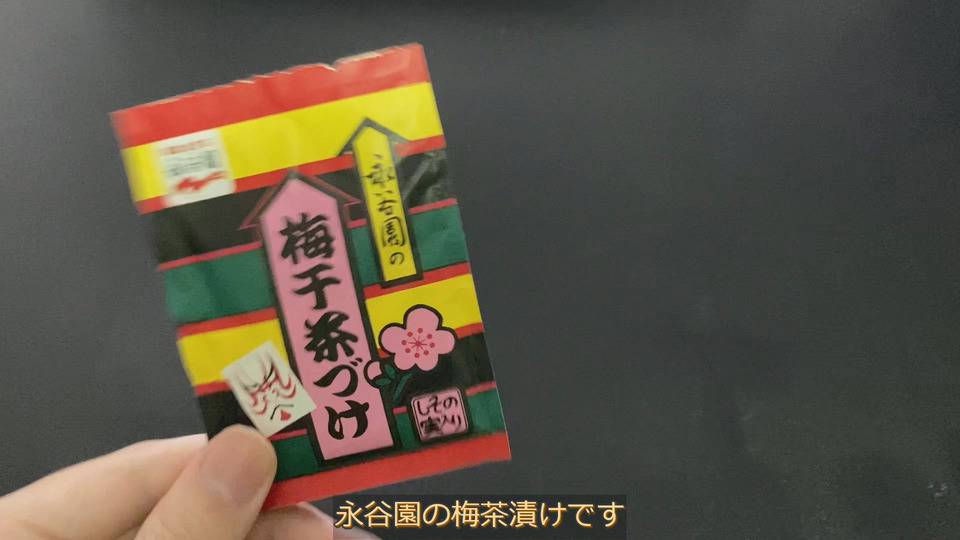 永谷園の
梅干茶づけ
しその
実入り
永谷園の梅茶漬けです